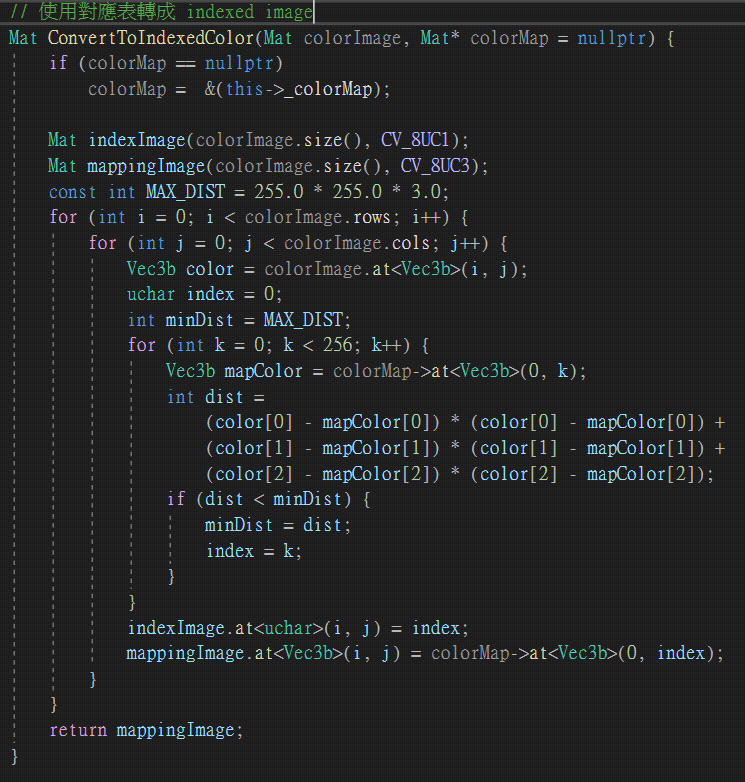 // 使用對應表轉成 indexed image
Mat ConvertToIndexedColor(Mat colorImage, Mat* colorMap = nullptr) {
    if (colorMap == nullptr)
        colorMap =  &(this->_colorMap);
    Mat indexImage(colorImage.size(), CV_8UC1);
    Mat mappingImage(colorImage.size(), CV_8UC3);
    const int MAX_DIST = 255.0 * 255.0 * 3.0;
    for (int i = 0; i < colorImage.rows; i++) {
        for (int j = 0; j < colorImage.cols; j++) {
            Vec3b color = colorImage.at<Vec3b>(i, j);
            uchar index = 0;
            int minDist = MAX_DIST;
            for (int k = 0; k < 256; k++) {
                Vec3b mapColor = colorMap->at<Vec3b>(0, k);
                int dist =
                    (color[0] - mapColor[0]) * (color[0] - mapColor[0]) +
                    (color[1] - mapColor[1]) * (color[1] - mapColor[1]) +
                    (color[2] - mapColor[2]) * (color[2] - mapColor[2]);
                if (dist < minDist) {
                    minDist = dist;
                    index = k;
                }
            }
            indexImage.at<uchar>(i, j) = index;
            mappingImage.at<Vec3b>(i, j) = colorMap->at<Vec3b>(0, index);
        }
    }
    return mappingImage;
}